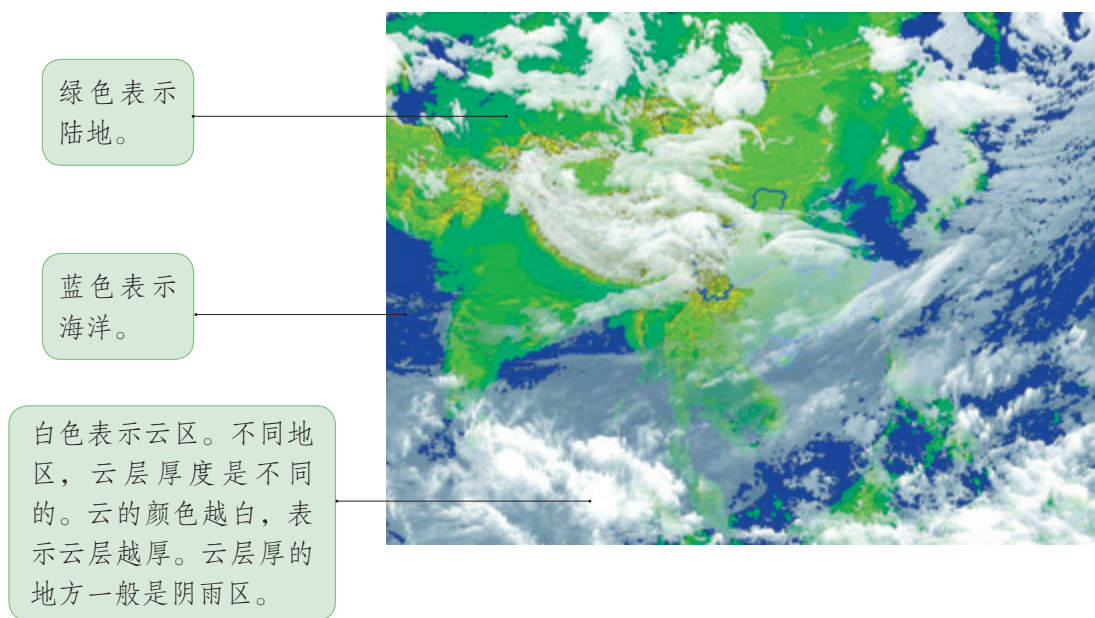 绿色表示
陆地。
蓝色表示
海洋。
白色表示云区。不同地
区，云层厚度是不同
的。云的颜色越白，表
示云层越厚。云层厚的
地方一般是阴雨区。